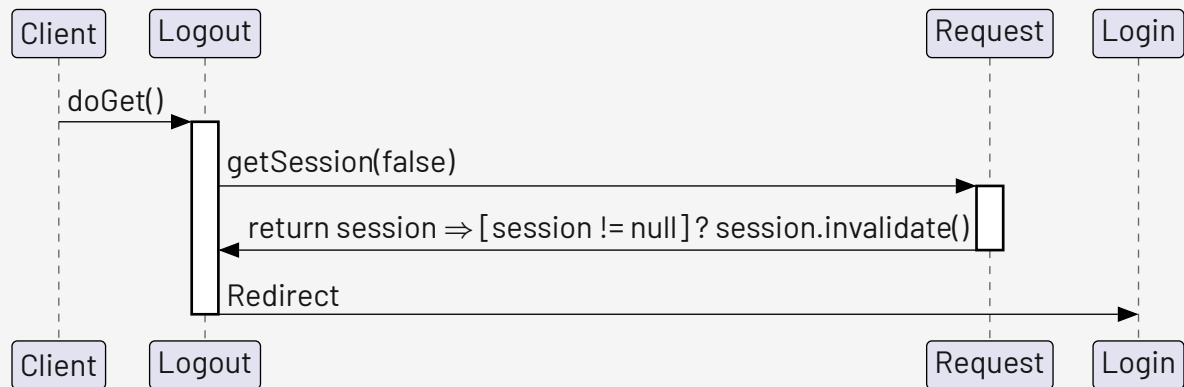 Client Logout Request Login
doGet()
getSession(false)
return session ⇒ [session != null] ? session.invalidate()
Redirect
Client Logout Request Login